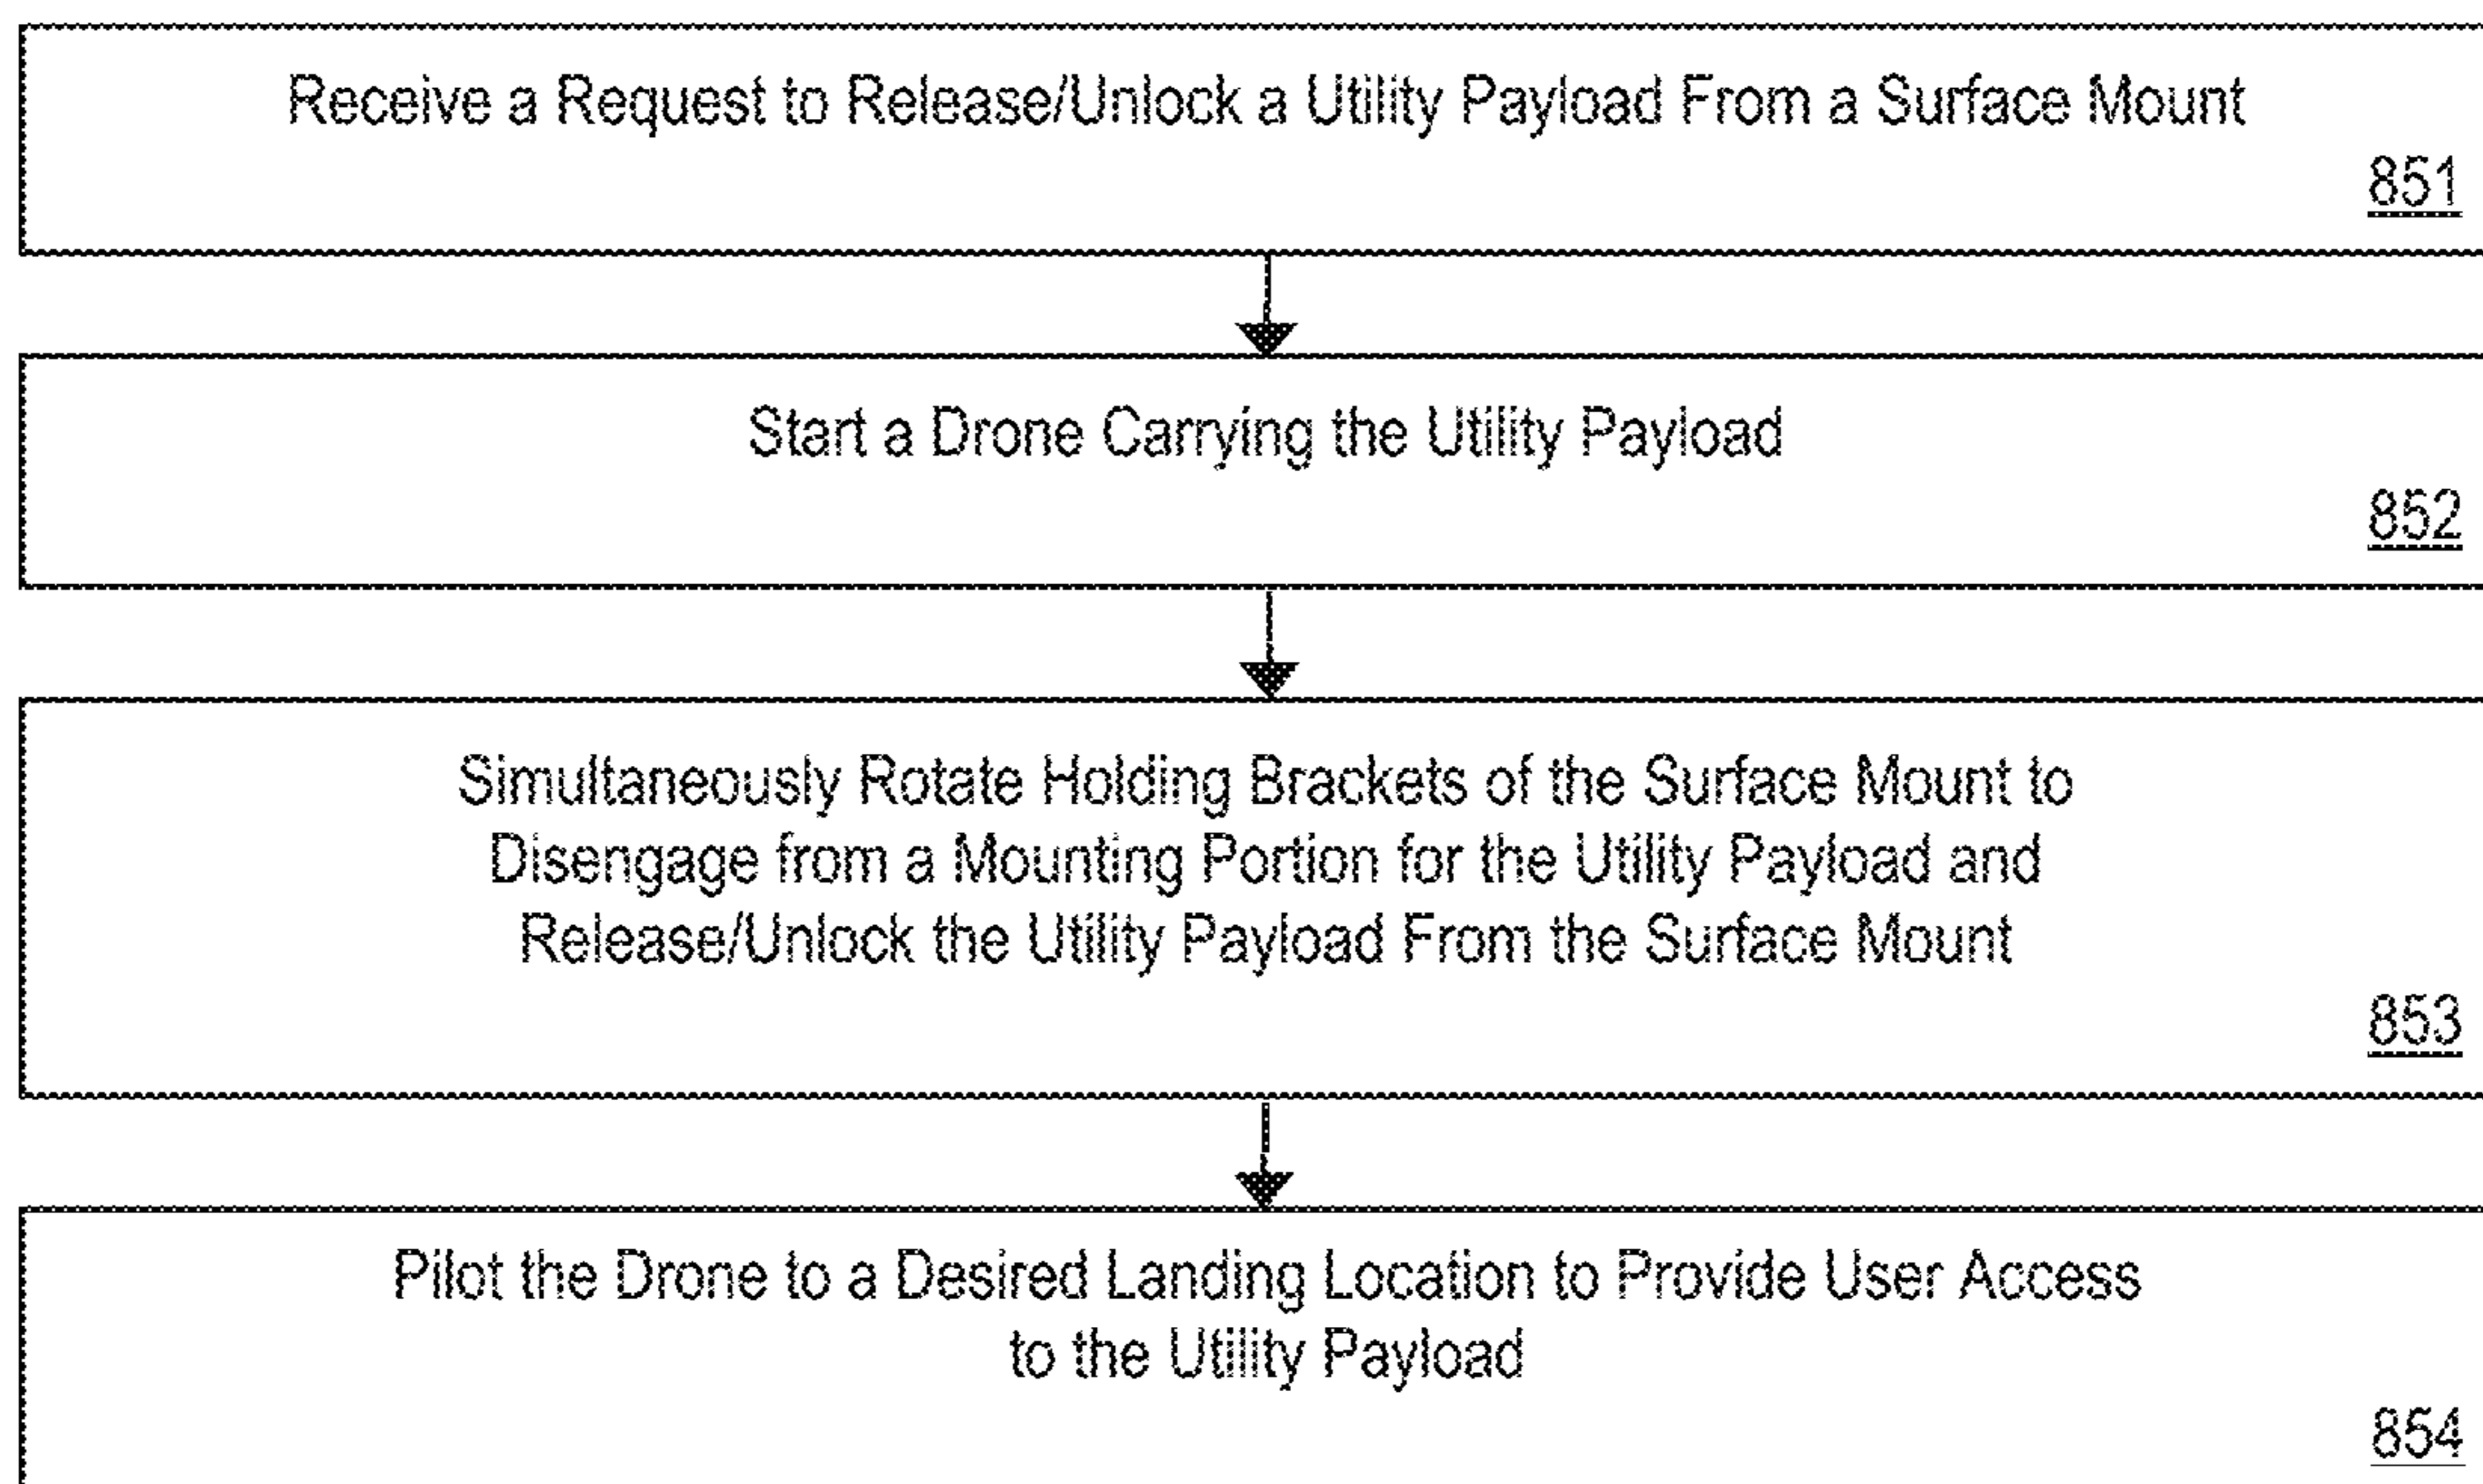 Receive a Request to Release/Unlock a Utility Payload From a Surface Mount
851
Start a Drone Carrying the Utility Payload
852
Simultaneously Rotate Holding Brackets of the Surface Mount to
Disengage from a Mounting Portion for the Utility Payload and
Release/Unlock the Utility Payload From the Surface Mount
853
Pilot the Drone to a Desired Landing Location to Provide User Access
to the Utility Payload
854